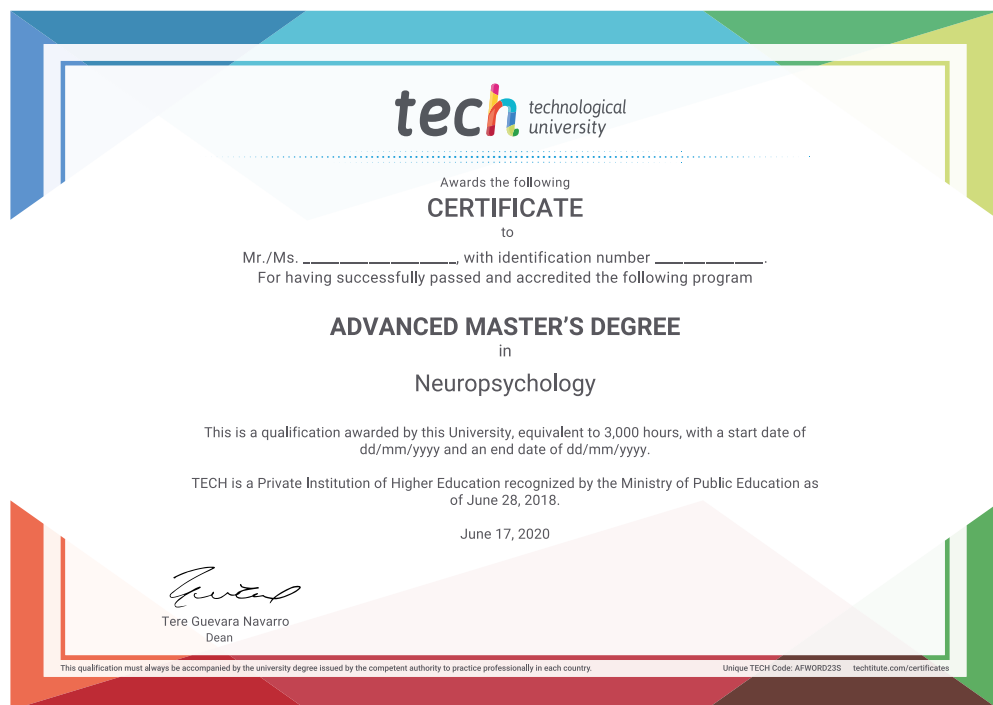 tech technological
university
Awards the following
CERTIFICATE
to
Mr./Ms. ____________________, with identification number ______________.
For having successfully passed and accredited the following program
ADVANCED MASTER'S DEGREE
in
Neuropsychology
This is a qualification awarded by this University, equivalent to 3,000 hours, with a start date of
dd/mm/yyyy and an end date of dd/mm/yyyy.
TECH is a Private Institution of Higher Education recognized by the Ministry of Public Education as
of June 28, 2018.
June 17, 2020
Tere Guevara Navarro
Dean
This qualification must always be accompanied by the university degree issued by the competent authority to practice professionally in each country.
Unique TECH Code: AFWORD23S techtitute.com/certificates